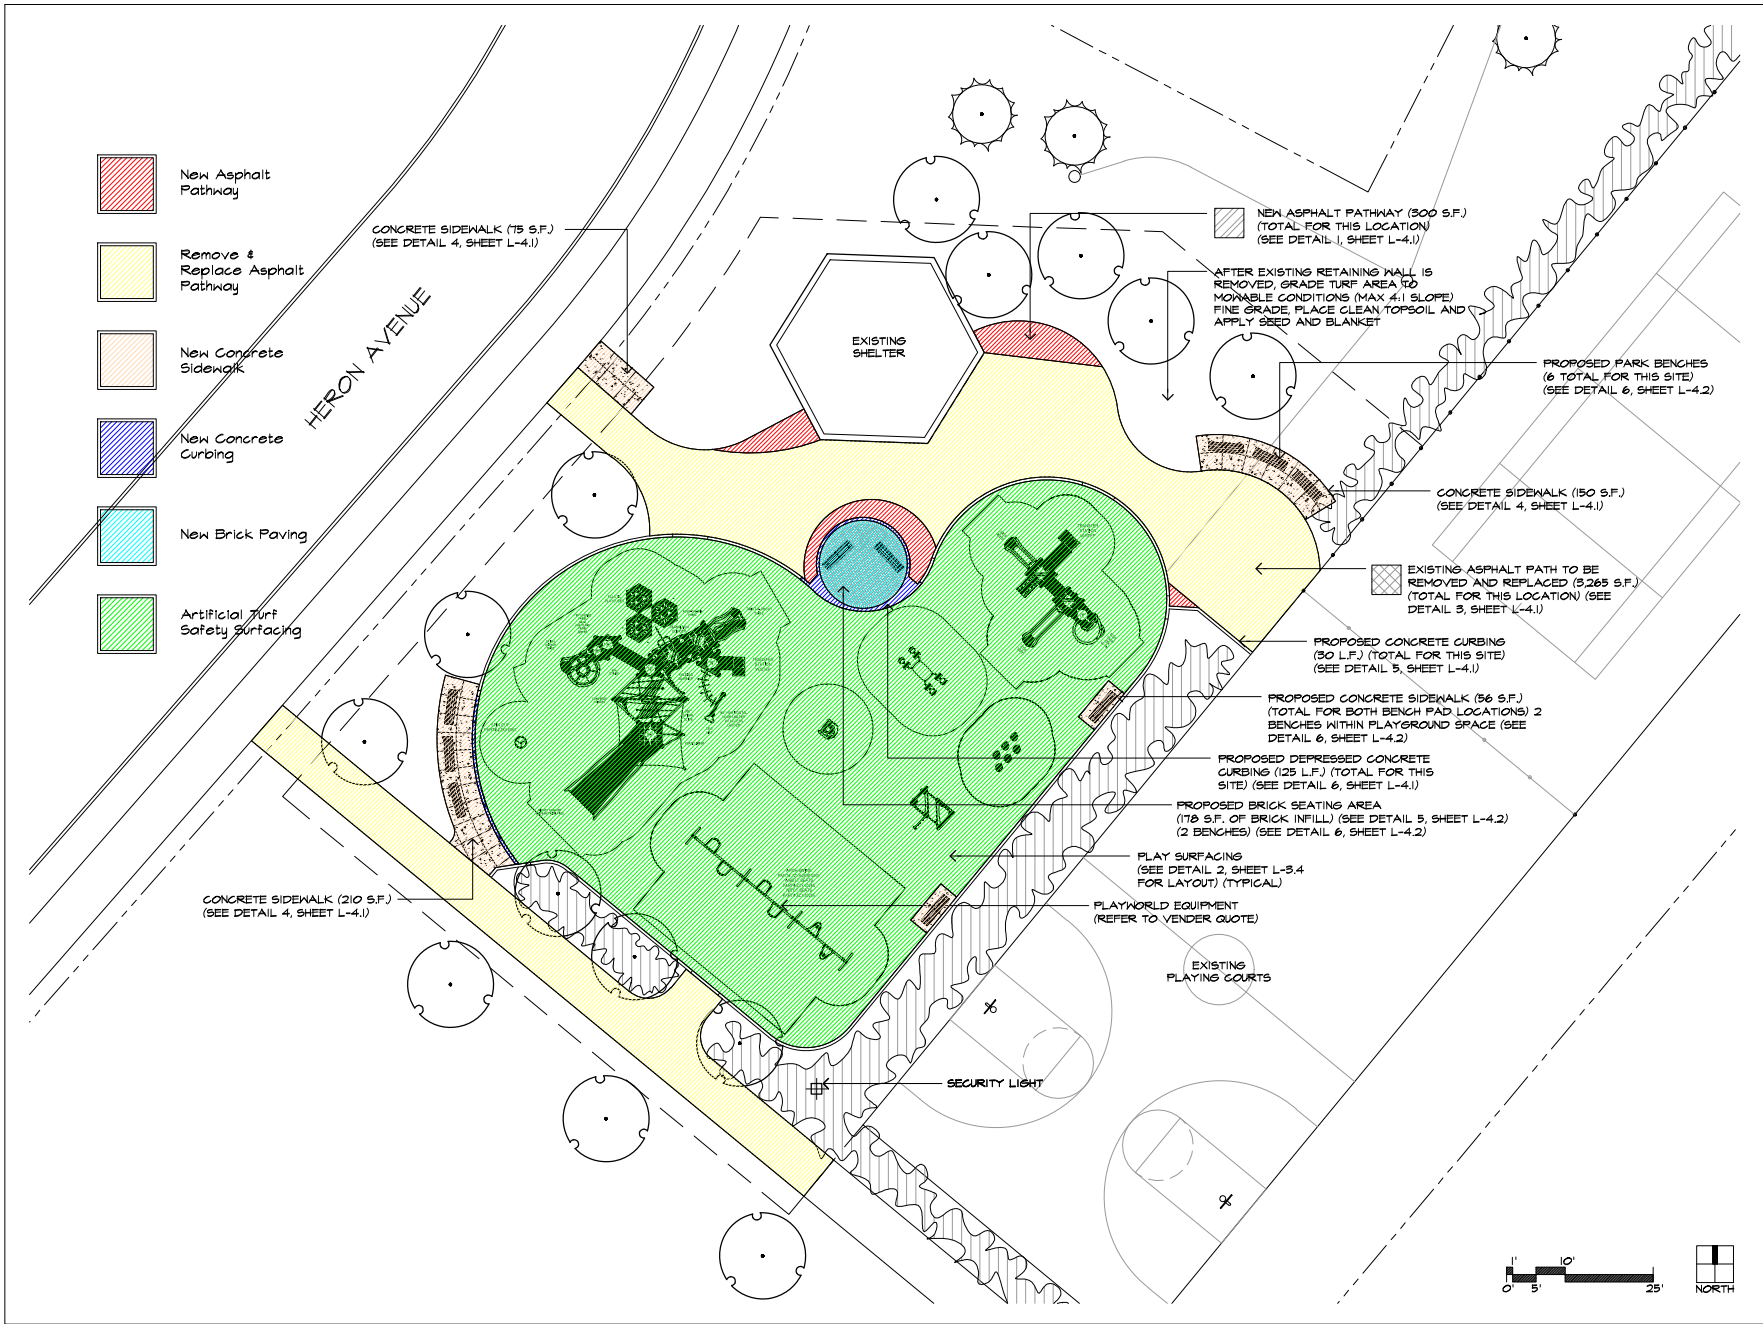 New Asphalt
Pathway
Remove &
Replace Asphalt
Pathway
New Concrete
Sidewalk
New Concrete
Curbing
New Brick Paving
Artificial Turf
Safety Surfacing
HERON AVENUE
CONCRETE SIDEWALK (75 S.F.)
(SEE DETAIL 4, SHEET L-4.1)
EXISTING
SHELTER
NEW ASPHALT PATHWAY (300 S.F.)
(TOTAL FOR THIS LOCATION)
(SEE DETAIL 1, SHEET L-4.1)
AFTER EXISTING RETAINING WALL IS
REMOVED, GRADE TURF AREA TO
MOWABLE CONDITIONS (MAX 4:1 SLOPE)
FINE GRADE, PLACE CLEAN TOPSOIL AND
APPLY SEED AND BLANKET
PROPOSED PARK BENCHES
(6 TOTAL FOR THIS SITE)
(SEE DETAIL 6, SHEET L-4.2)
CONCRETE SIDEWALK (150 S.F.)
(SEE DETAIL 4, SHEET L-4.1)
EXISTING ASPHALT PATH TO BE
REMOVED AND REPLACED (3,265 S.F.)
(TOTAL FOR THIS LOCATION) (SEE
DETAIL 3, SHEET L-4.1)
PROPOSED CONCRETE CURBING
(30 L.F.) (TOTAL FOR THIS SITE)
(SEE DETAIL 5, SHEET L-4.1)
PROPOSED CONCRETE SIDEWALK (56 S.F.)
(TOTAL FOR BOTH BENCH PAD LOCATIONS) 2
BENCHES WITHIN PLAYGROUND SPACE (SEE
DETAIL 6, SHEET L-4.2)
PROPOSED DEPRESSED CONCRETE
CURBING (125 L.F.) (TOTAL FOR THIS
SITE) (SEE DETAIL 6, SHEET L-4.1)
PROPOSED BRICK SEATING AREA
(178 S.F. OF BRICK INFILL) (SEE DETAIL 5, SHEET L-4.2)
(2 BENCHES) (SEE DETAIL 6, SHEET L-4.2)
PLAY SURFACING
(SEE DETAIL 2, SHEET L-3.4
FOR LAYOUT) (TYPICAL)
PLAYWORLD EQUIPMENT
(REFER TO VENDER QUOTE)
CONCRETE SIDEWALK (210 S.F.)
(SEE DETAIL 4, SHEET L-4.1)
EXISTING
PLAYING COURTS
SECURITY LIGHT
1' 10'
0' 5' 25'
NORTH